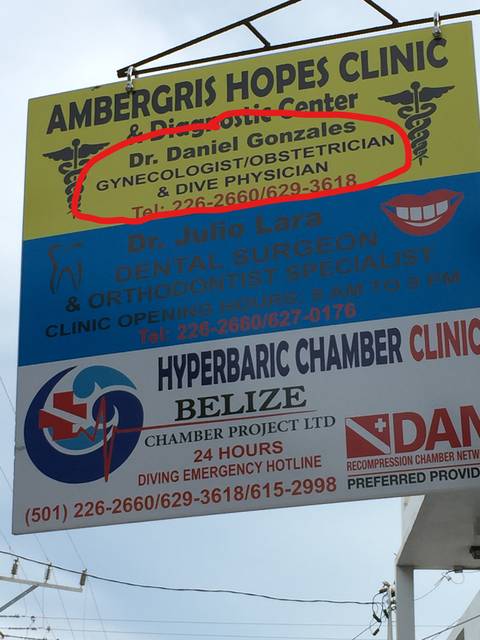 AMBERGRIS HOPES CLINIC
& Diagnostic Center
Dr. Daniel Gonzales
GYNECOLOGIST/OBSTETRICIAN
& DIVE PHYSICIAN
Tel: 226-2660/629-3618
Dr. Julio Lara
DENTAL SURGEON
& ORTHODONTIST SPECIALIST
CLINIC OPENING HOURS, 8 AM TO 9 PM
Tel: 226-2660/627-0176
HYPERBARIC CHAMBER CLINIC
BELIZE
CHAMBER PROJECT LTD
24 HOURS
DIVING EMERGENCY HOTLINE
(501) 226-2660/629-3618/615-2998
DAN
RECOMPRESSION CHAMBER NETW
PREFERRED PROVID